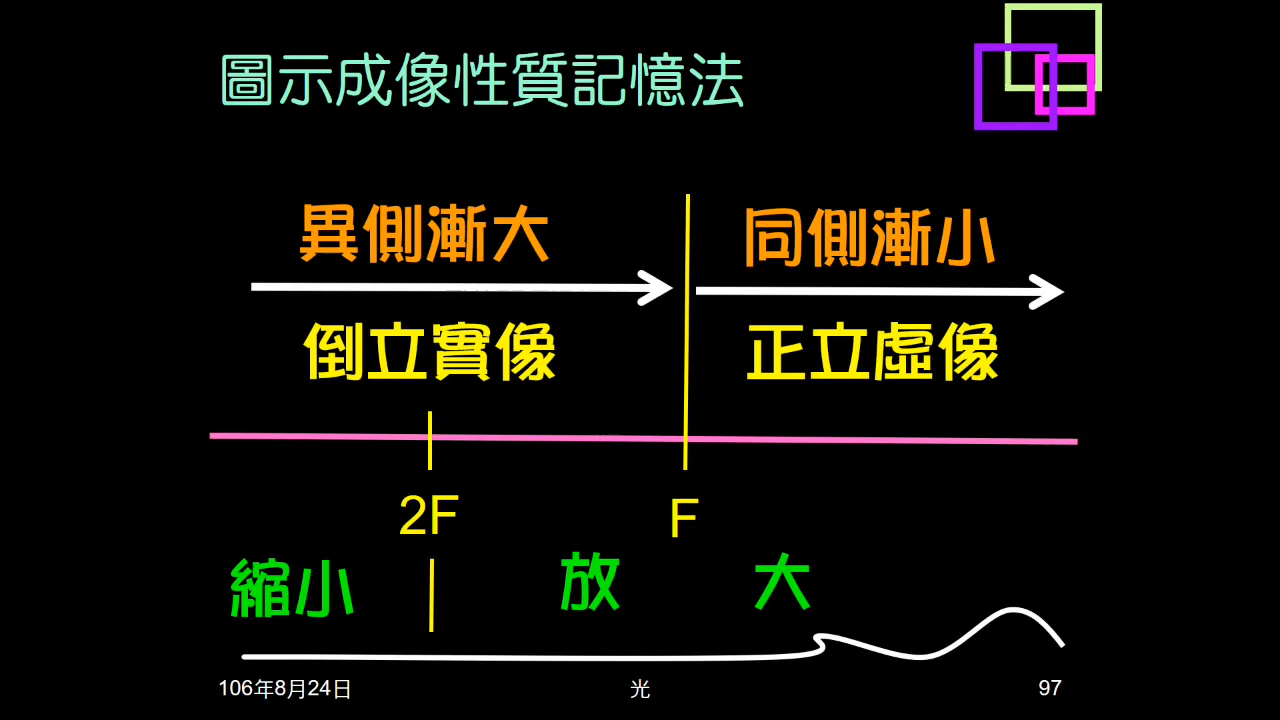 圖示成像性質記憶法
異側漸大 同側漸小
倒立實像 正立虛像
2F F
縮小 放 大
106年8月24日 光 97